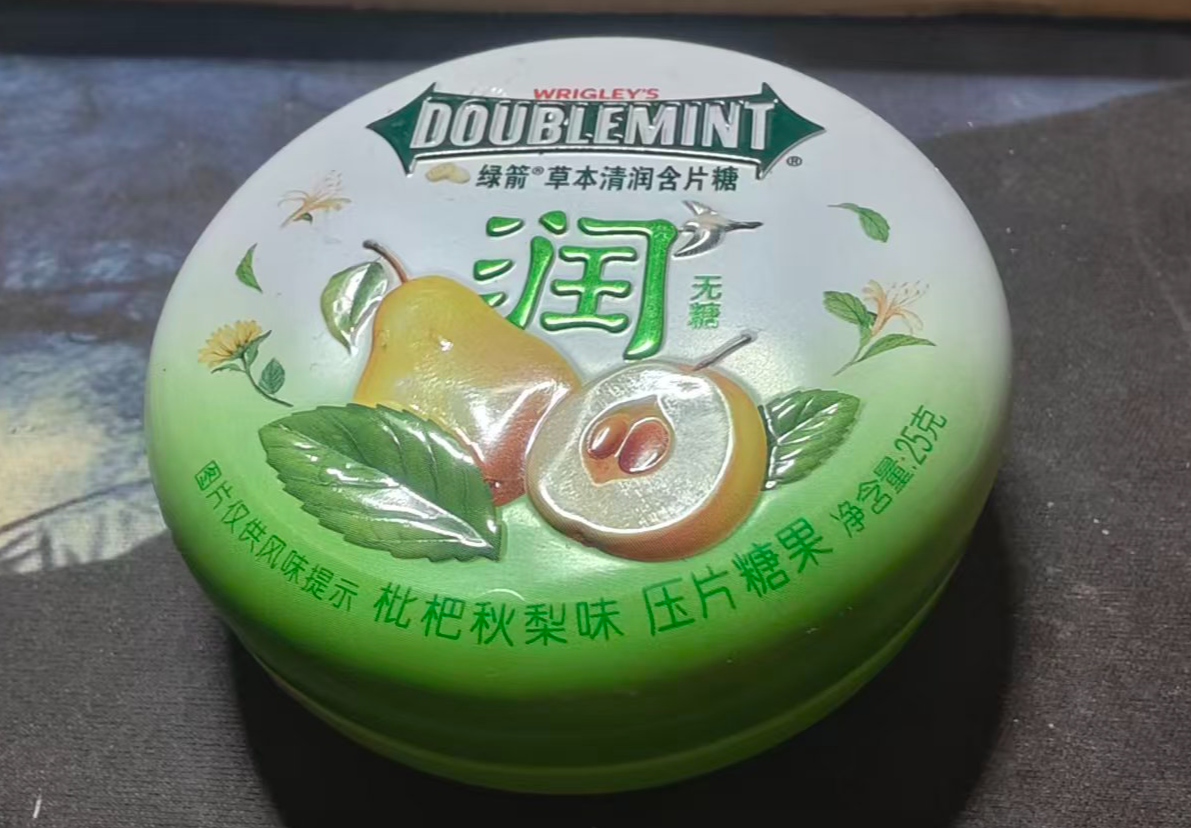 WRIGLEY'S
DOUBLEMINT®
绿箭®草本清润含片糖
润
无糖
图片仅供风味提示 枇杷秋梨味 压片糖果 净含量:25克